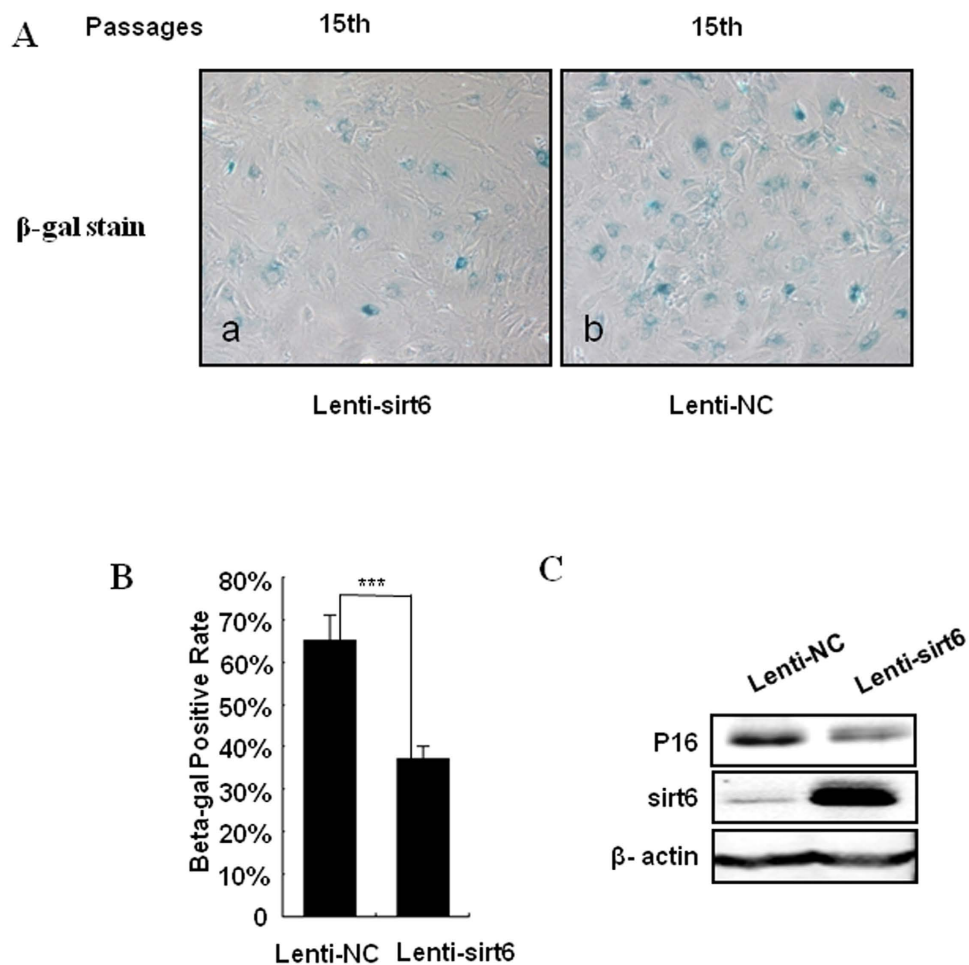 A
Passages 15th 15th
β-gal stain
a b
Lenti-sirt6 Lenti-NC
B
80%
70%
60%
50%
40%
30%
20%
10%
0
Beta-gal Positive Rate
***
Lenti-NC Lenti-sirt6
C
Lenti-NC Lenti-sirt6
P16
sirt6
β- actin